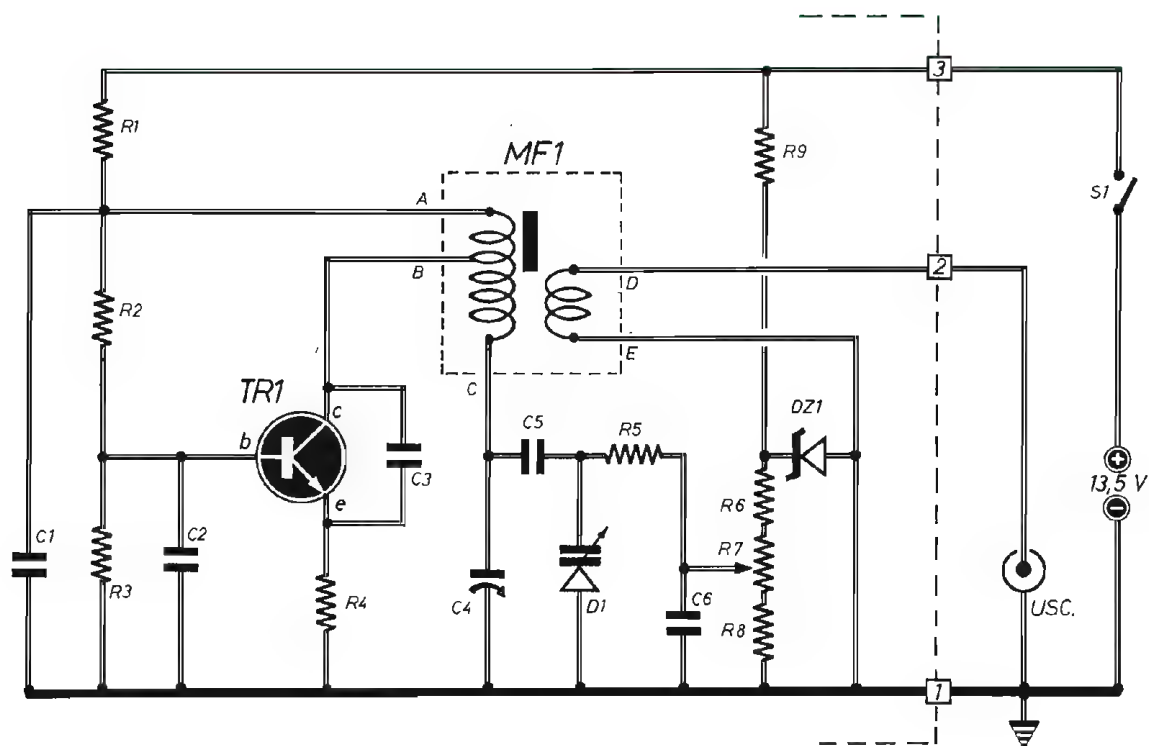 3
R1
R9
MF1
S1
A
B
2
D
R2
E
C
TR1
DZ1
c
b
C5
R5
C3
+
13,5 V
−
e
R6
C1
C2
R7
R3
R4
C4
D1
C6
R8
USC.
1